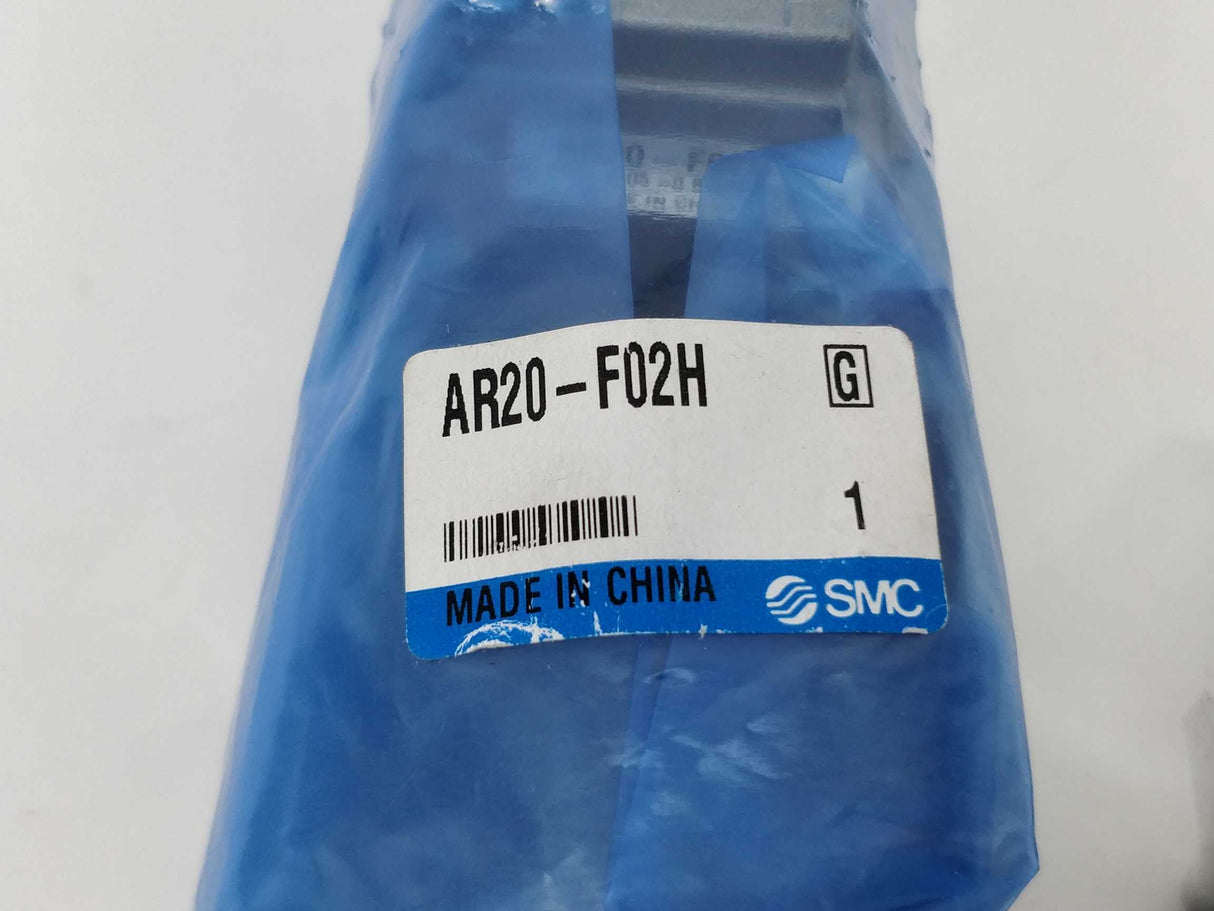 AR20-F02H G
1
MADE IN CHINA SMC